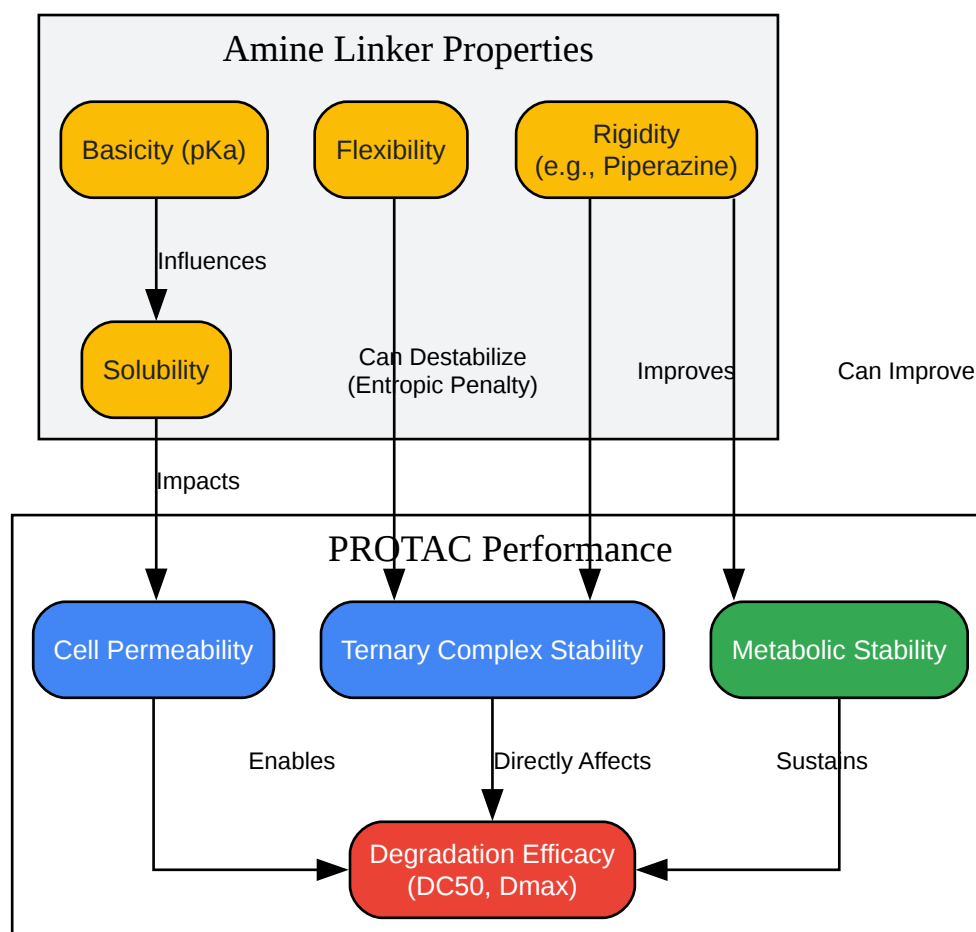 Amine Linker Properties
Basicity (pKa)
Flexibility
Rigidity
(e.g., Piperazine)
Influences
Solubility
Can Destabilize
(Entropic Penalty)
Improves
Can Improve
Impacts
PROTAC Performance
Cell Permeability
Ternary Complex Stability
Metabolic Stability
Enables
Directly Affects
Sustains
Degradation Efficacy
(DC50, Dmax)